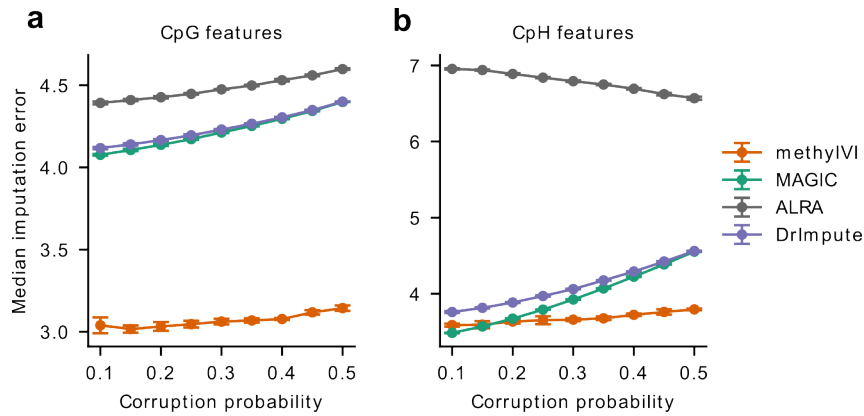 a
CpG features
Median imputation error
4.5
4.0
3.5
3.0
0.1
0.2
0.3
0.4
0.5
Corruption probability
b
CpH features
7
6
5
4
0.1
0.2
0.3
0.4
0.5
Corruption probability
methylVI
MAGIC
ALRA
DrImpute